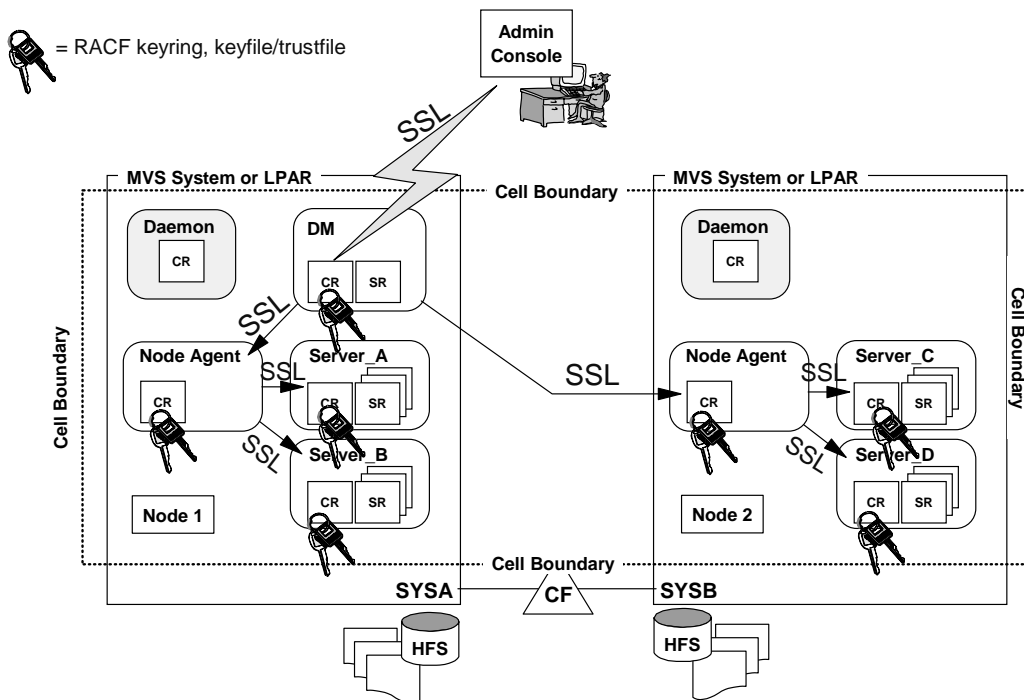 Admin
Console
= RACF keyring, keyfile/trustfile
SSL
MVS System or LPAR
Cell Boundary
MVS System or LPAR
Daemon
CR
DM
CR
SR
Daemon
CR
SSL
Cell Boundary
Cell Boundary
Node Agent
CR
SSL
Server_A
CR
SR
SSL
Node Agent
CR
SSL
Server_C
CR
SR
SSL
Server_B
CR
SR
SSL
Server_D
CR
SR
Node 1
Node 2
Cell Boundary
SYSA
CF
SYSB
HFS
HFS